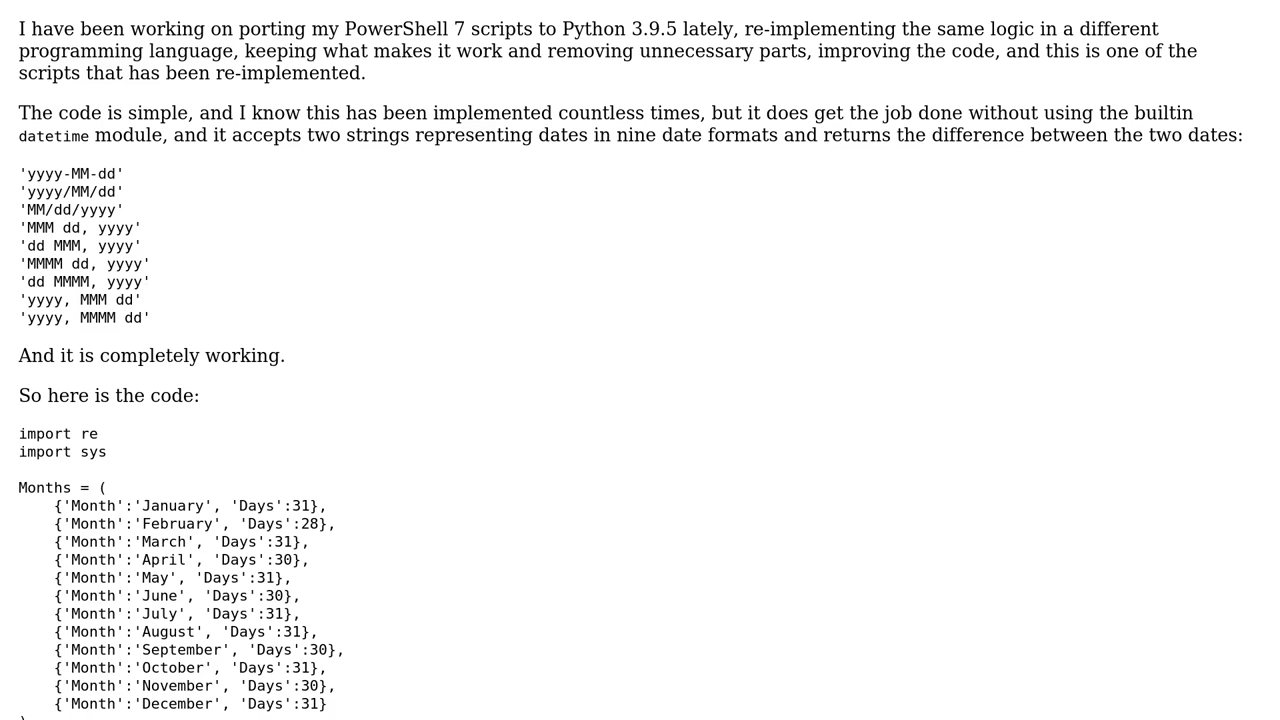 I have been working on porting my PowerShell 7 scripts to Python 3.9.5 lately, re-implementing the same logic in a different
programming language, keeping what makes it work and removing unnecessary parts, improving the code, and this is one of the
scripts that has been re-implemented.
The code is simple, and I know this has been implemented countless times, but it does get the job done without using the builtin
datetime module, and it accepts two strings representing dates in nine date formats and returns the difference between the two dates:
'yyyy-MM-dd'
'yyyy/MM/dd'
'MM/dd/yyyy'
'MMM dd, yyyy'
'dd MMM, yyyy'
'MMMM dd, yyyy'
'dd MMMM, yyyy'
'yyyy, MMM dd'
'yyyy, MMMM dd'
And it is completely working.
So here is the code:
import re
import sys
Months = (
    {'Month':'January', 'Days':31},
    {'Month':'February', 'Days':28},
    {'Month':'March', 'Days':31},
    {'Month':'April', 'Days':30},
    {'Month':'May', 'Days':31},
    {'Month':'June', 'Days':30},
    {'Month':'July', 'Days':31},
    {'Month':'August', 'Days':31},
    {'Month':'September', 'Days':30},
    {'Month':'October', 'Days':31},
    {'Month':'November', 'Days':30},
    {'Month':'December', 'Days':31}